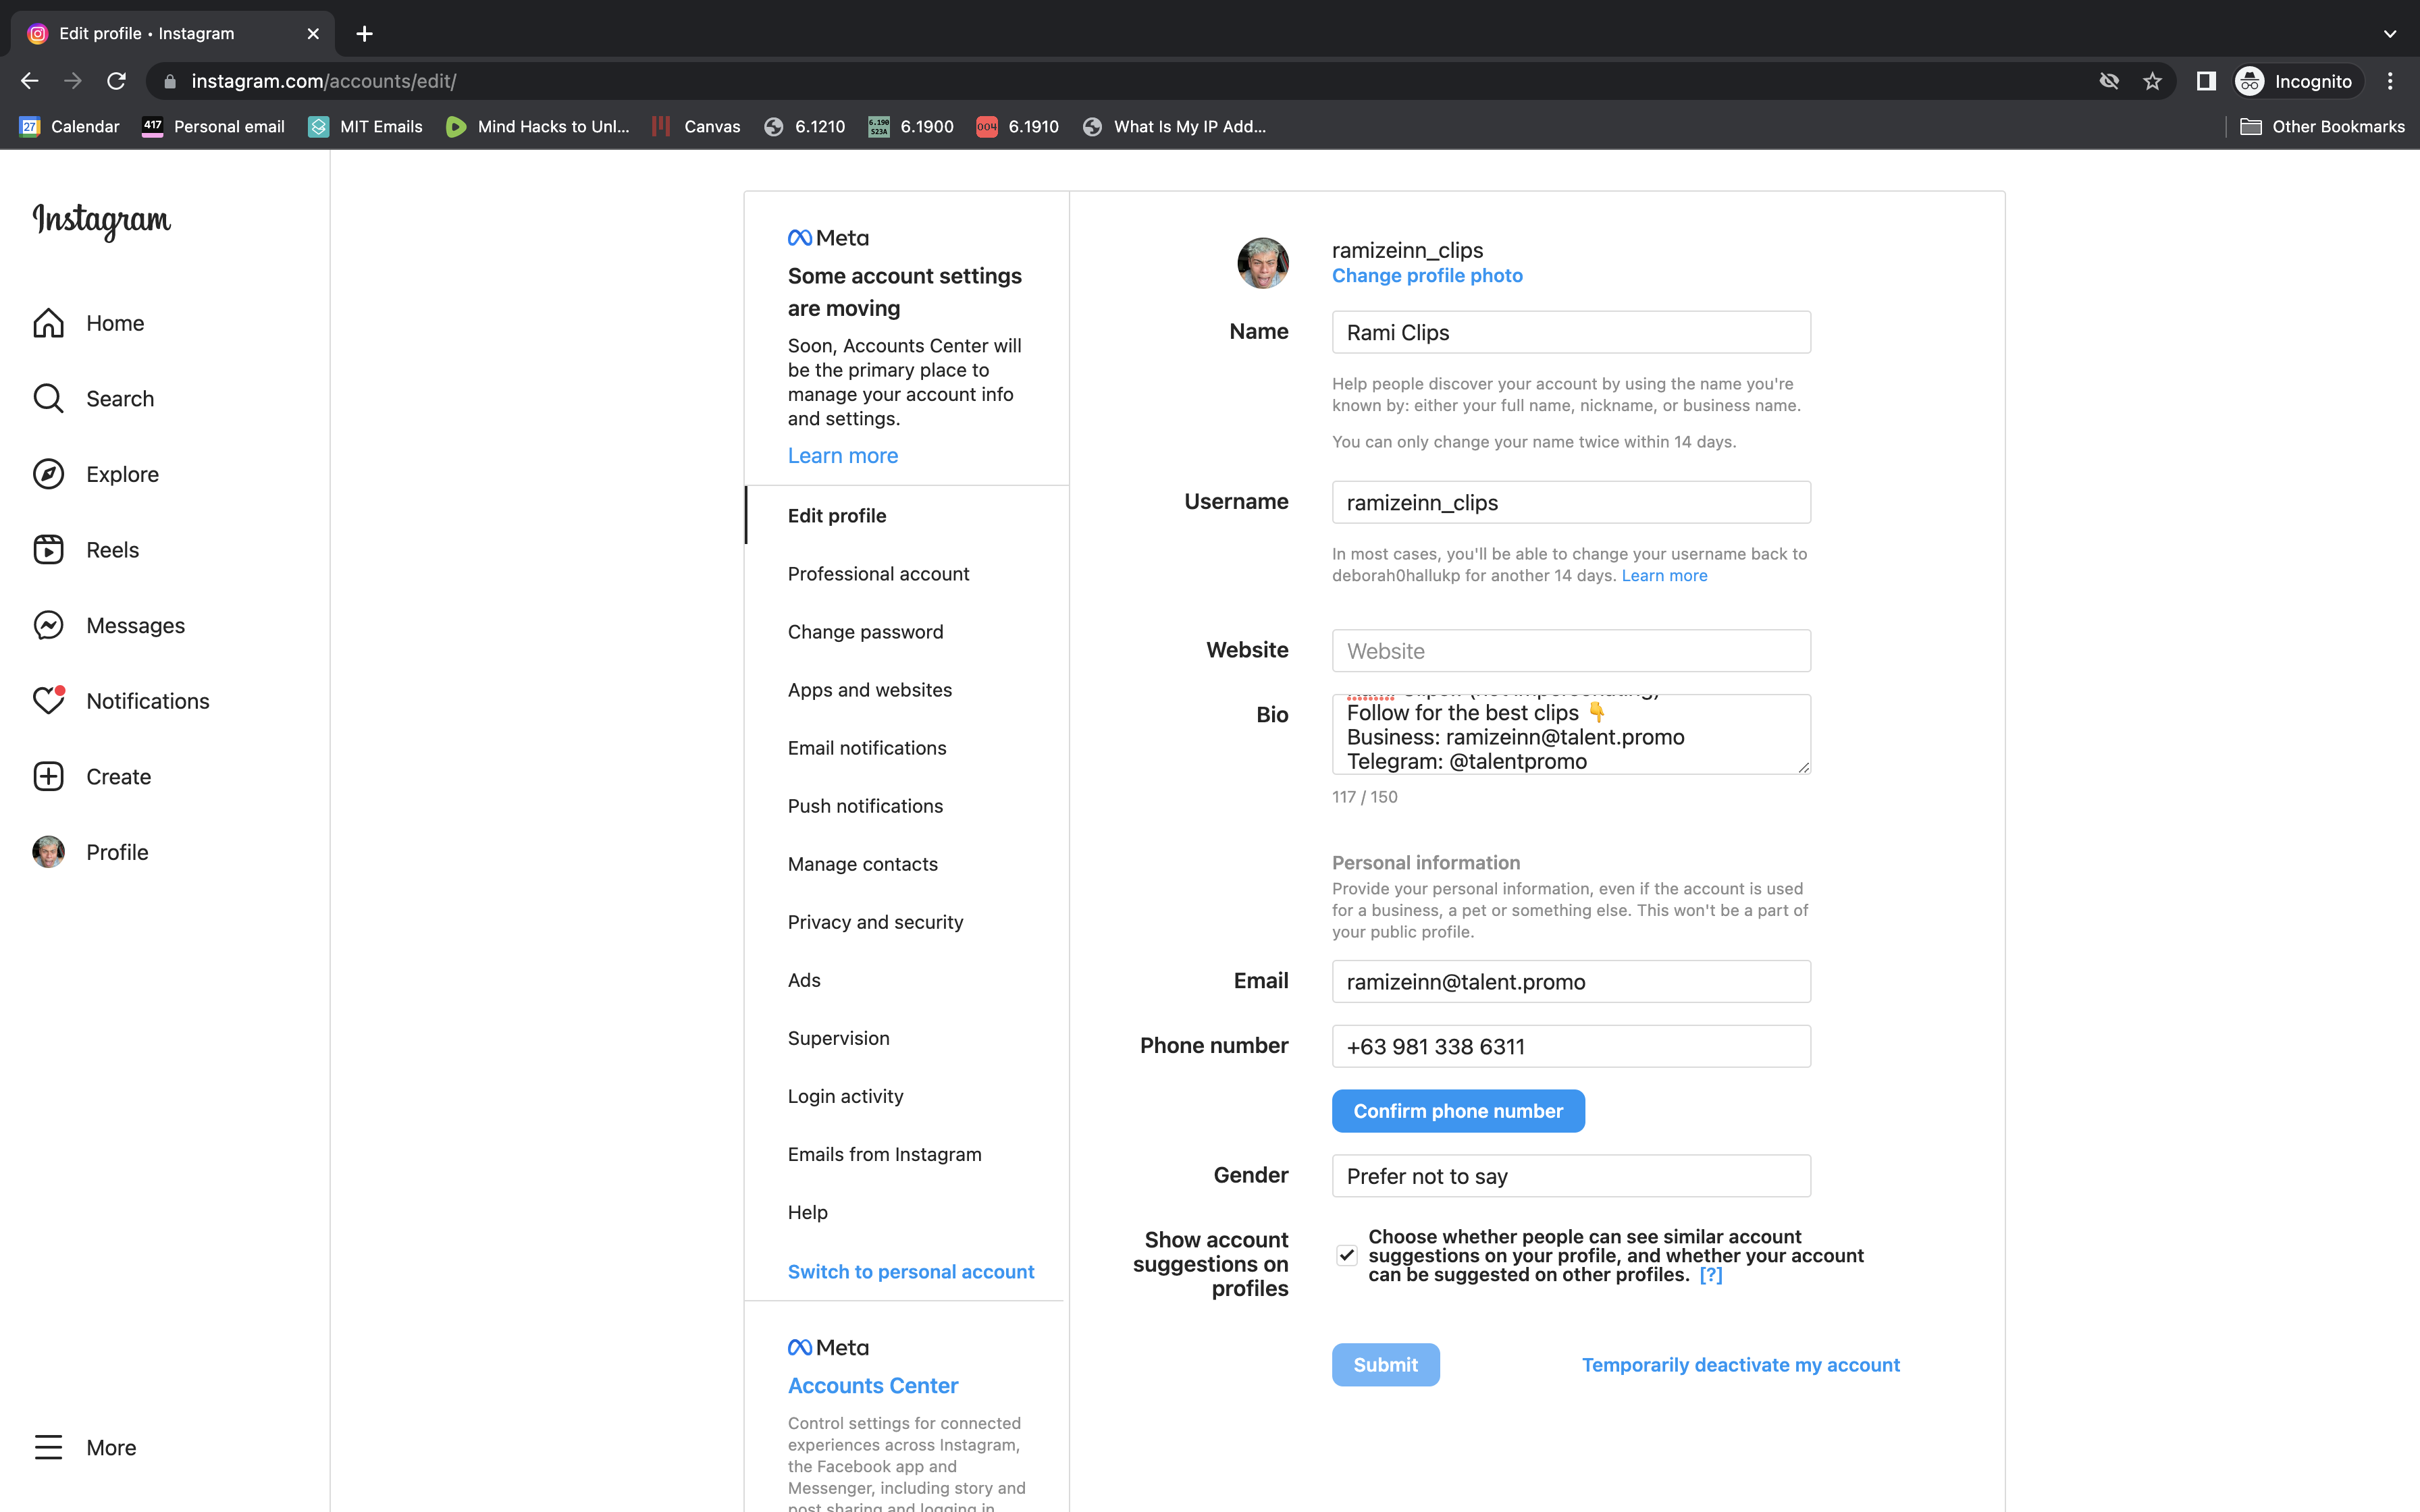 Edit profile • Instagram
instagram.com/accounts/edit/
Incognito
27 Calendar
417 Personal email
MIT Emails
Mind Hacks to Unl...
Canvas
6.1210
6.190 S23A 6.1900
004 6.1910
What Is My IP Add...
Other Bookmarks
Instagram
Home
Search
Explore
Reels
Messages
Notifications
Create
Profile
More
Meta
Some account settings
are moving
Soon, Accounts Center will
be the primary place to
manage your account info
and settings.
Learn more
Edit profile
Professional account
Change password
Apps and websites
Email notifications
Push notifications
Manage contacts
Privacy and security
Ads
Supervision
Login activity
Emails from Instagram
Help
Switch to personal account
Meta
Accounts Center
Control settings for connected
experiences across Instagram,
the Facebook app and
Messenger, including story and
post sharing and logging in.
ramizeinn_clips
Change profile photo
Name
Rami Clips
Help people discover your account by using the name you're
known by: either your full name, nickname, or business name.
You can only change your name twice within 14 days.
Username
ramizeinn_clips
In most cases, you'll be able to change your username back to
deborah0hallukp for another 14 days. Learn more
Website
Website
Bio
(not impersonating)
Follow for the best clips 👇
Business: ramizeinn@talent.promo
Telegram: @talentpromo
117 / 150
Personal information
Provide your personal information, even if the account is used
for a business, a pet or something else. This won't be a part of
your public profile.
Email
ramizeinn@talent.promo
Phone number
+63 981 338 6311
Confirm phone number
Gender
Prefer not to say
Show account
suggestions on
profiles
Choose whether people can see similar account
suggestions on your profile, and whether your account
can be suggested on other profiles. [?]
Submit
Temporarily deactivate my account